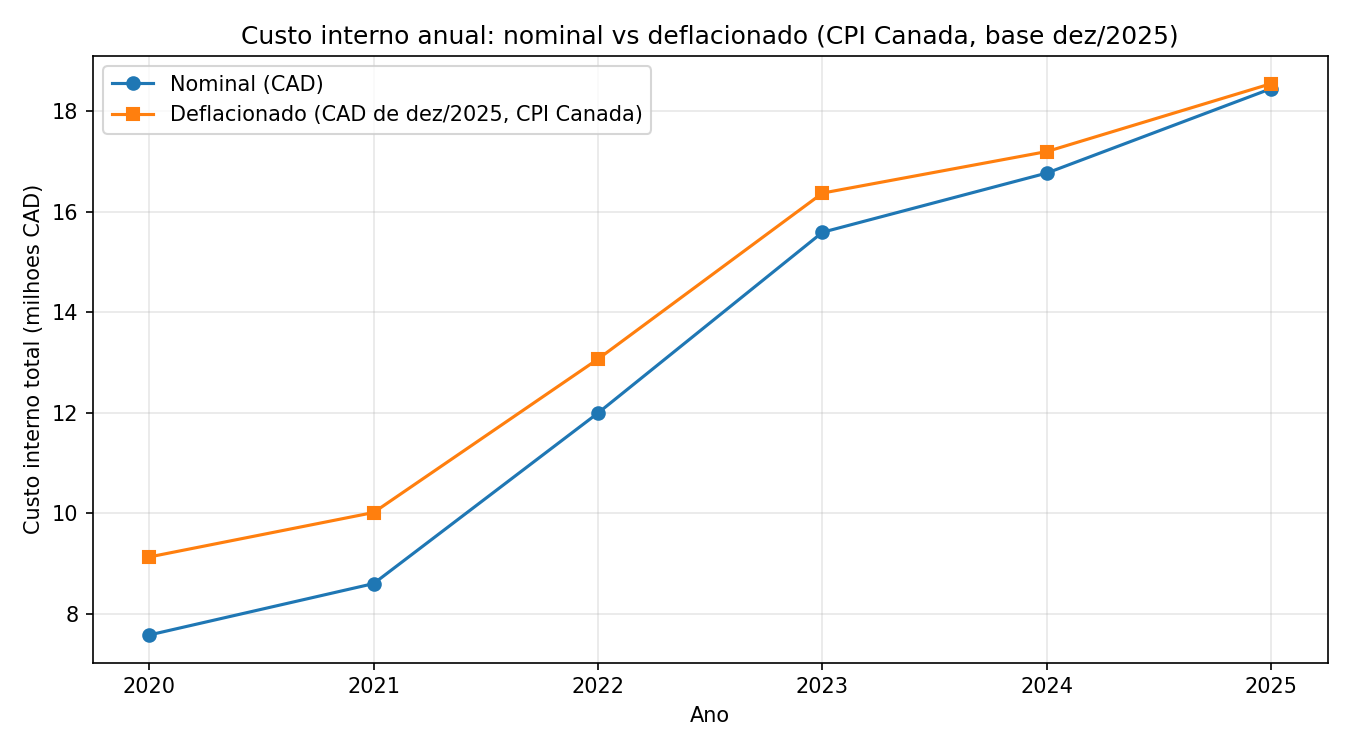 Custo interno anual: nominal vs deflacionado (CPI Canada, base dez/2025)
Nominal (CAD)
Deflacionado (CAD de dez/2025, CPI Canada)
Custo interno total (milhoes CAD)
18
16
14
12
10
8
2020 2021 2022 2023 2024 2025
Ano